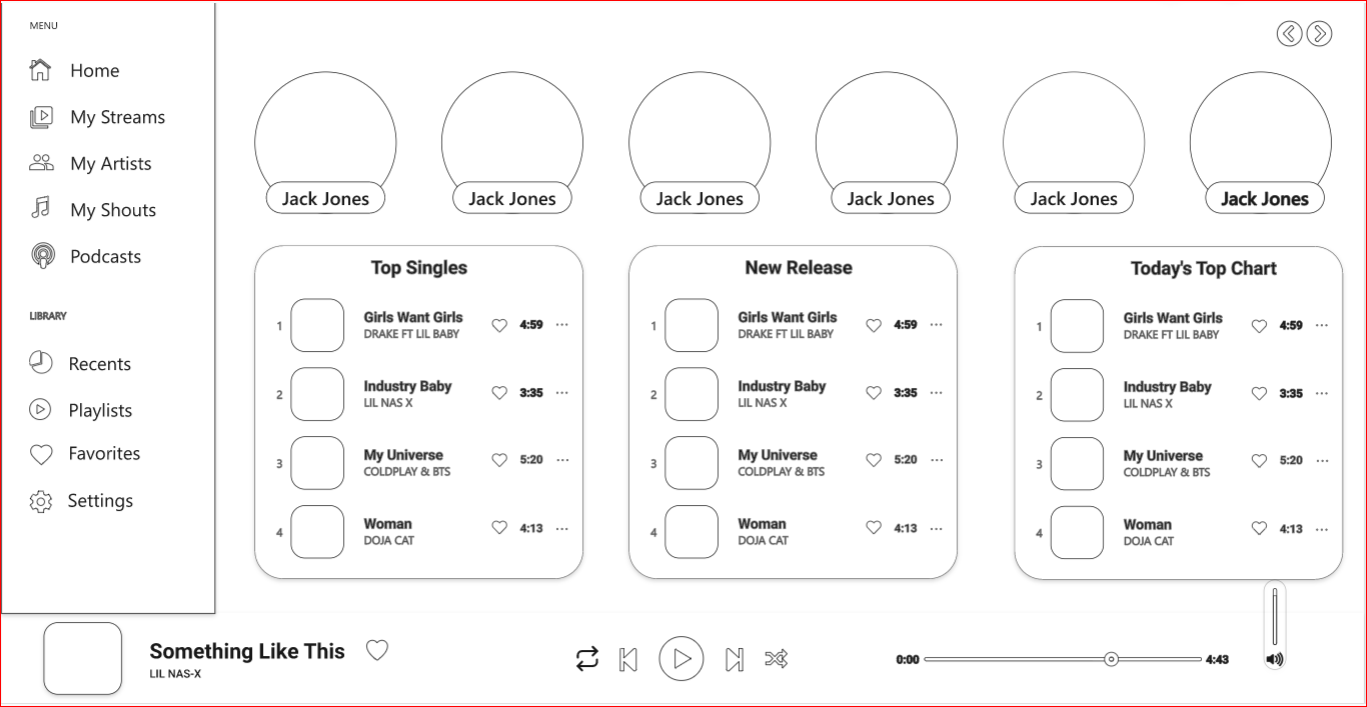 MENU
Home
My Streams
My Artists
My Shouts
Podcasts
LIBRARY
Recents
Playlists
Favorites
Settings
Jack Jones
Jack Jones
Jack Jones
Jack Jones
Jack Jones
Jack Jones
Top Singles
1
Girls Want Girls
DRAKE FT LIL BABY
4:59
2
Industry Baby
LIL NAS X
3:35
3
My Universe
COLDPLAY & BTS
5:20
4
Woman
DOJA CAT
4:13
New Release
1
Girls Want Girls
DRAKE FT LIL BABY
4:59
2
Industry Baby
LIL NAS X
3:35
3
My Universe
COLDPLAY & BTS
5:20
4
Woman
DOJA CAT
4:13
Today's Top Chart
1
Girls Want Girls
DRAKE FT LIL BABY
4:59
2
Industry Baby
LIL NAS X
3:35
3
My Universe
COLDPLAY & BTS
5:20
4
Woman
DOJA CAT
4:13
Something Like This
LIL NAS-X
0:00
4:43